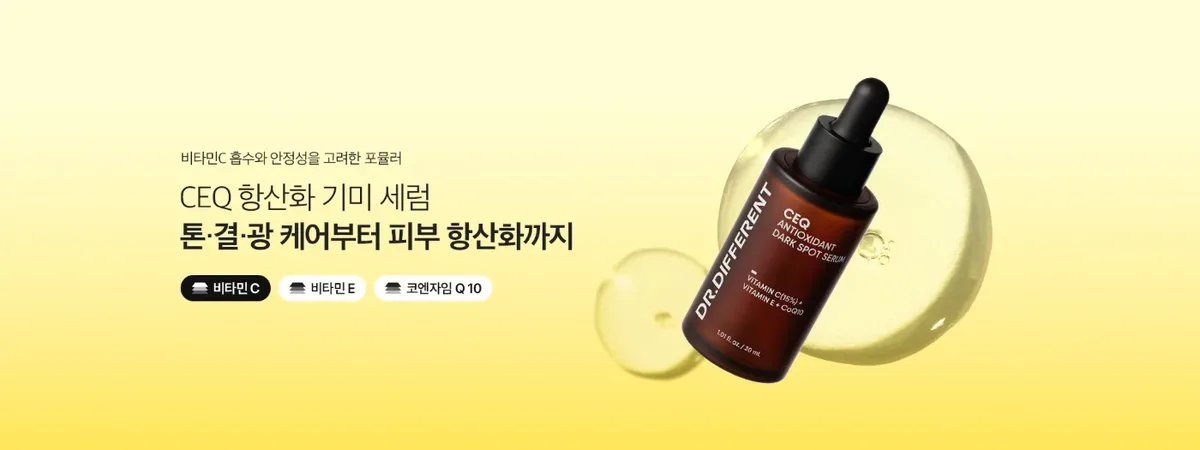 비타민C 흡수와 안정성을 고려한 포뮬러
CEQ 항산화 기미 세럼
톤·결·광 케어부터 피부 항산화까지
비타민 C
비타민 E
코엔자임 Q 10
DR.DIFFERENT
CEQ
ANTIOXIDANT
DARK SPOT SERUM
VITAMIN C(15%) +
VITAMIN E + CoQ10
1.01 fl. oz. / 30 mL